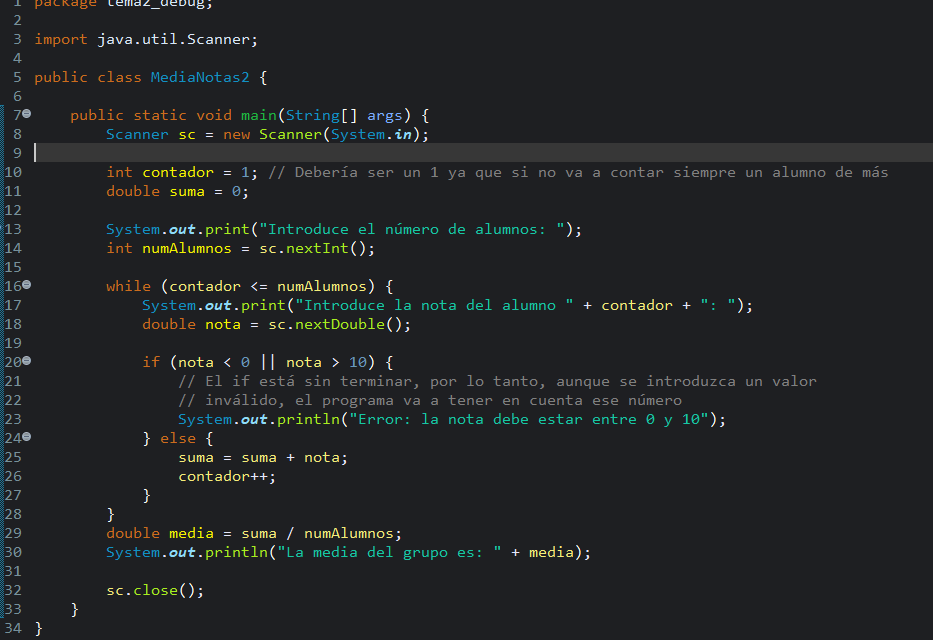 1 package tema2_debug;
2
3 import java.util.Scanner;
4
5 public class MediaNotas2 {
6
7 public static void main(String[] args) {
8 Scanner sc = new Scanner(System.in);
9
10 int contador = 1; // Debería ser un 1 ya que si no va a contar siempre un alumno de más
11 double suma = 0;
12
13 System.out.print("Introduce el número de alumnos: ");
14 int numAlumnos = sc.nextInt();
15
16 while (contador <= numAlumnos) {
17 System.out.print("Introduce la nota del alumno " + contador + ": ");
18 double nota = sc.nextDouble();
19
20 if (nota < 0 || nota > 10) {
21 // El if está sin terminar, por lo tanto, aunque se introduzca un valor
22 // inválido, el programa va a tener en cuenta ese número
23 System.out.println("Error: la nota debe estar entre 0 y 10");
24 } else {
25 suma = suma + nota;
26 contador++;
27 }
28 }
29 double media = suma / numAlumnos;
30 System.out.println("La media del grupo es: " + media);
31
32 sc.close();
33 }
34 }